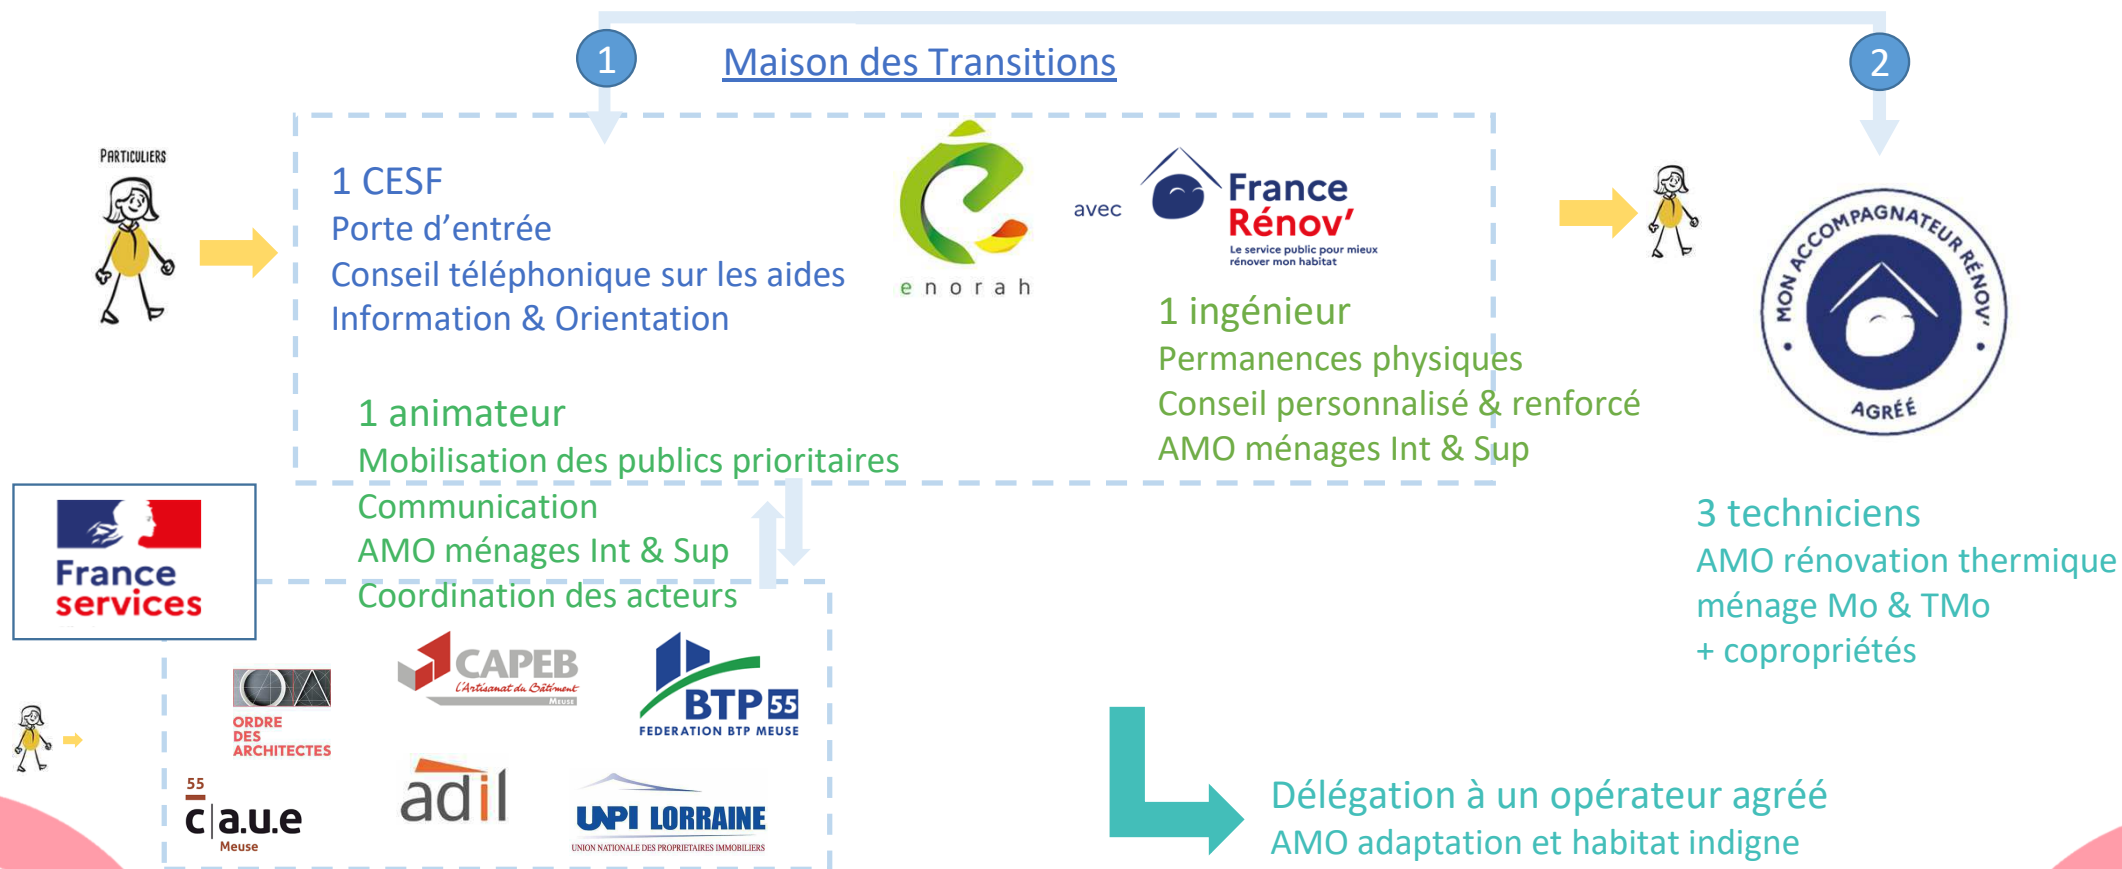 1
Maison des Transitions
2
PARTICULIERS
1 CESF
Porte d'entrée
Conseil téléphonique sur les aides
Information & Orientation
enorah
avec
France
Rénov'
Le service public pour mieux
rénover mon habitat
1 ingénieur
Permanences physiques
Conseil personnalisé & renforcé
AMO ménages Int & Sup
MON ACCOMPAGNATEUR RÉNOV'
AGRÉÉ
1 animateur
Mobilisation des publics prioritaires
Communication
AMO ménages Int & Sup
Coordination des acteurs
3 techniciens
AMO rénovation thermique
ménage Mo & TMo
+ copropriétés
France
services
OA
ORDRE
DES
ARCHITECTES
CAPEB
L'Artisanat du Bâtiment
MEUSE
BTP 55
FEDERATION BTP MEUSE
55
c|a.u.e
Meuse
adil
UNPI LORRAINE
UNION NATIONALE DES PROPRIETAIRES IMMOBILIERS
Délégation à un opérateur agréé
AMO adaptation et habitat indigne